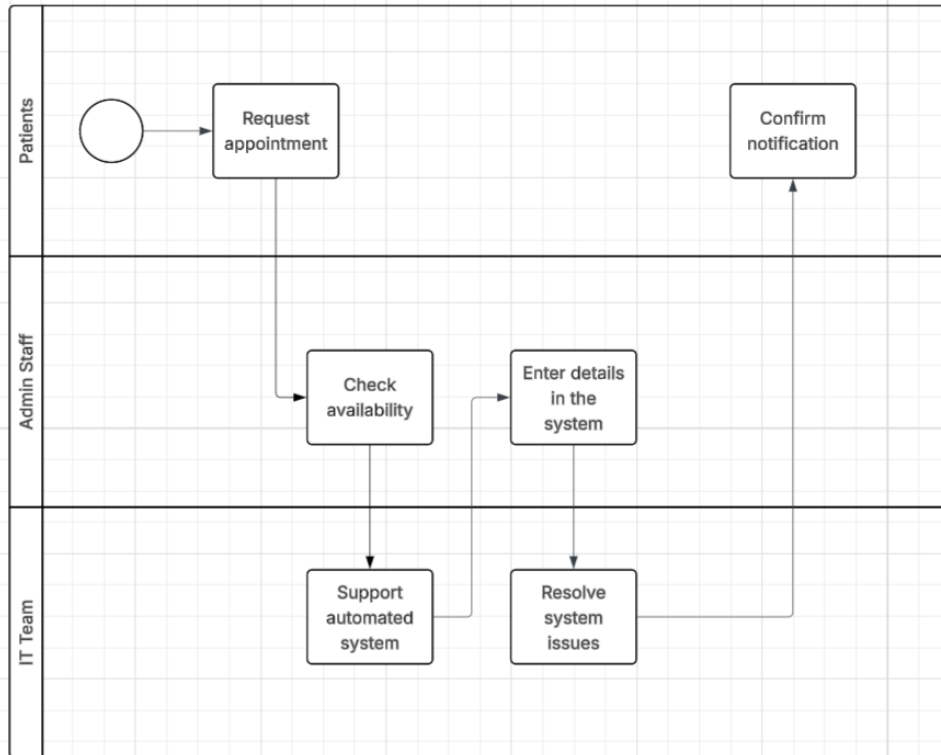 Patients
Request
appointment
Confirm
notification
Admin Staff
Check
availability
Enter details
in the
system
IT Team
Support
automated
system
Resolve
system
issues